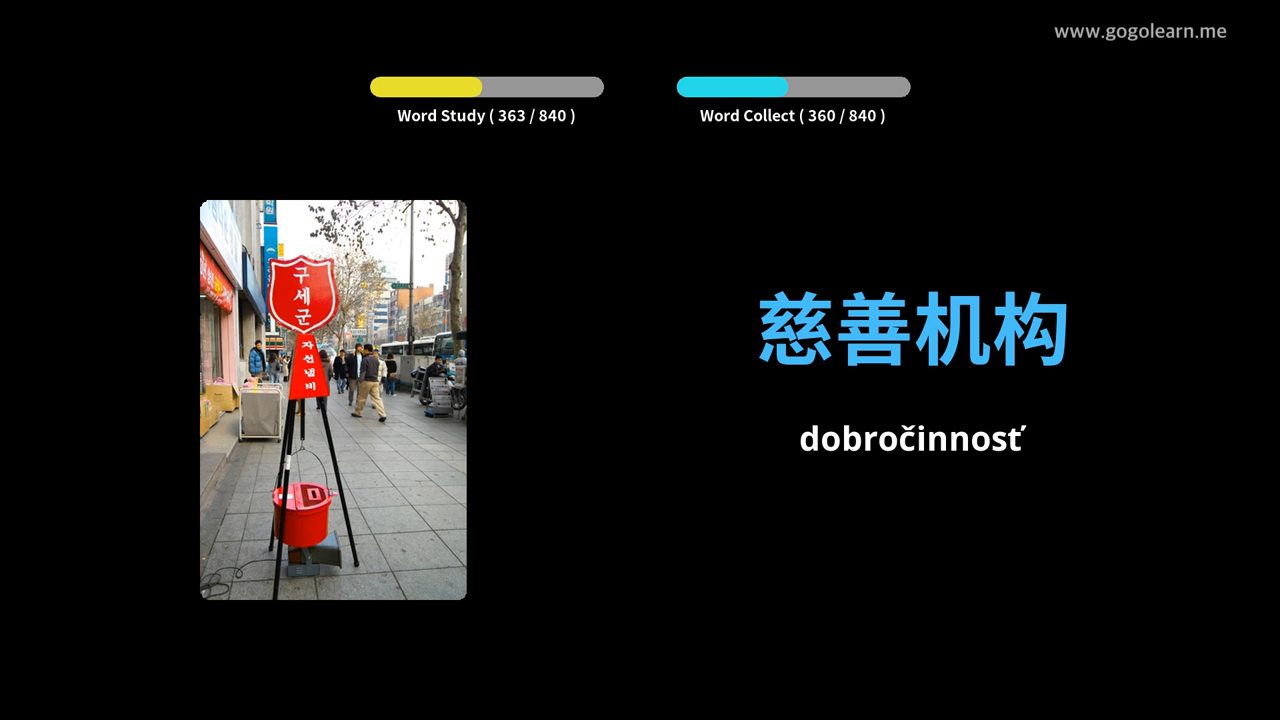 www.gogolearn.me
Word Study ( 363 / 840 )
Word Collect ( 360 / 840 )
구세군
자선냄비
慈善机构
dobročinnosť